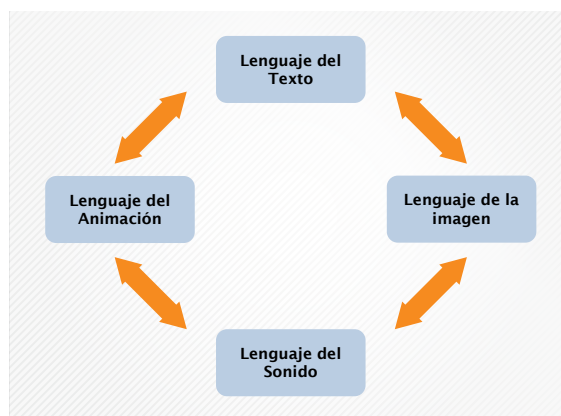 Lenguaje del
Texto
Lenguaje del
Animación
Lenguaje de la
imagen
Lenguaje del
Sonido